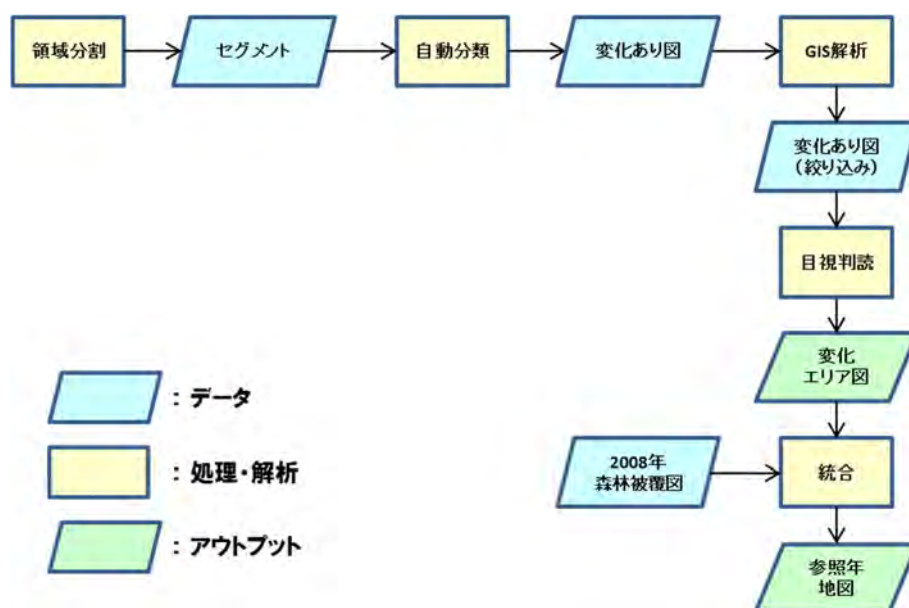 領域分割
セグメント
自動分類
変化あり図
GIS解析
変化あり図
(絞り込み)
目視判読
変化
エリア図
2008年
森林被覆図
統合
参照年
地図
:データ
:処理・解析
:アウトプット